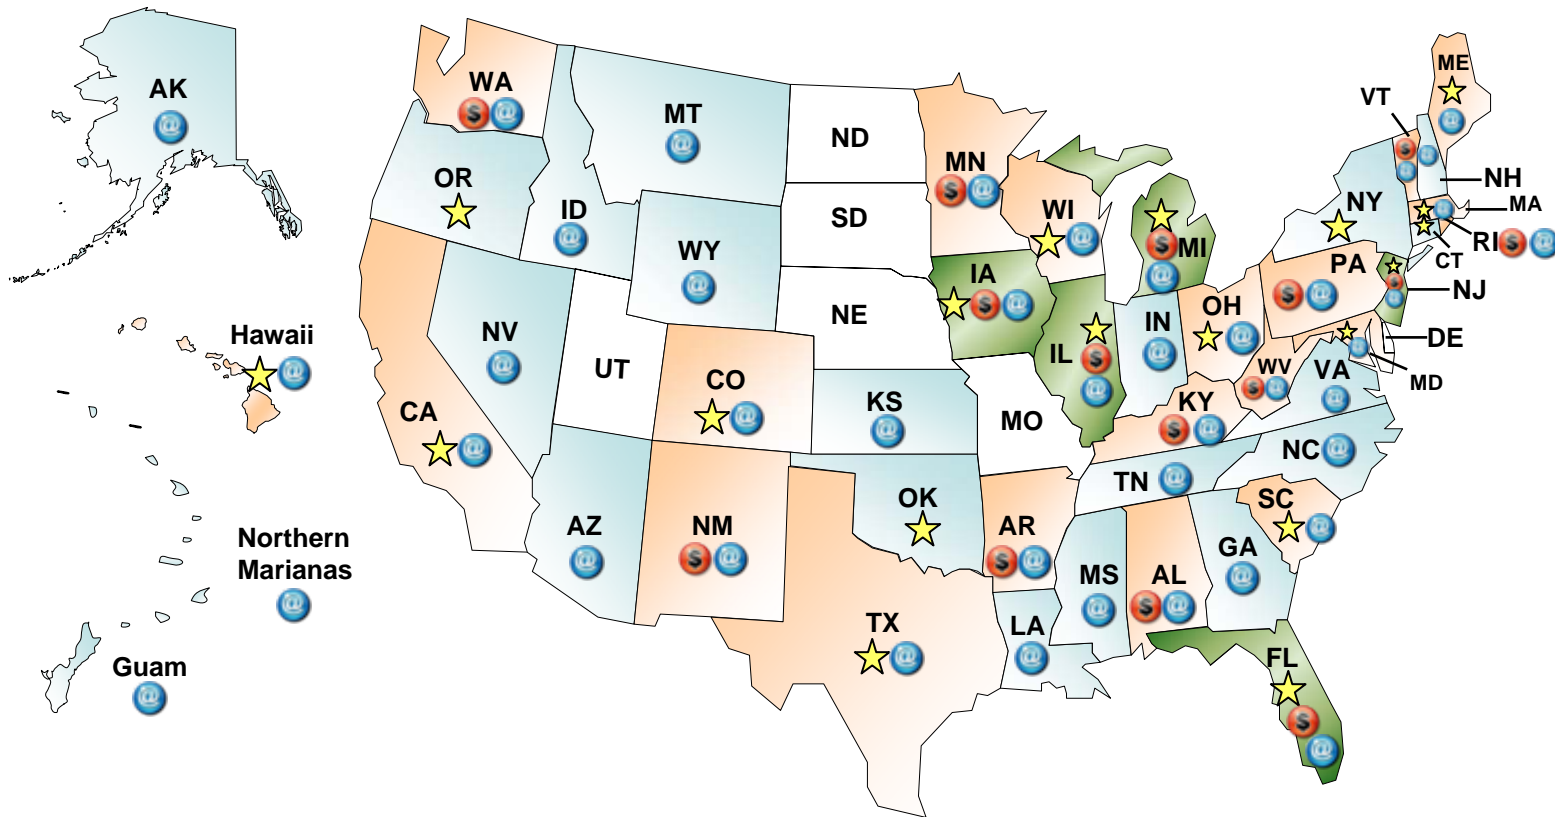 AK
@
WA
$ @
MT
@
ND
MN
$ @
ME
@
VT
$ @
@
NH
OR
ID
@
SD
WI
@
MI
$
@
NY
MA
@
RI $ @
CT
WY
@
IA
$ @
PA
$ @
NJ
$
@
Hawaii
@
NV
@
NE
IL
$
@
IN
@
OH
@
DE
MD
@
UT
CO
@
KS
@
MO
KY
$ @
WV
$ @
VA
@
CA
@
TN @
NC @
AZ
@
NM
$ @
OK
AR
$ @
SC
@
Northern
Marianas
@
MS
@
AL
$ @
GA
@
TX
@
LA
@
Guam
@
FL
$
@